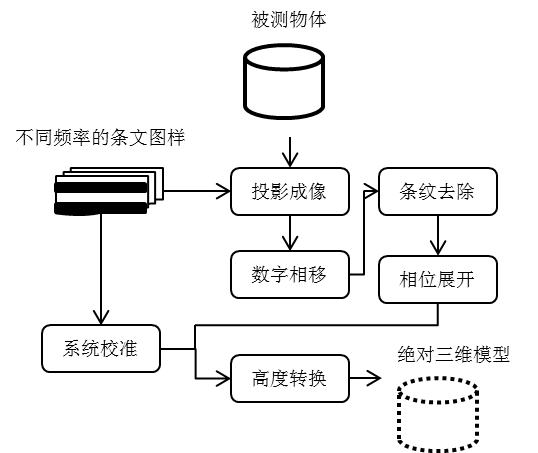 被测物体
不同频率的条文图样
投影成像
条纹去除
数字相移
相位展开
系统校准
绝对三维模型
高度转换